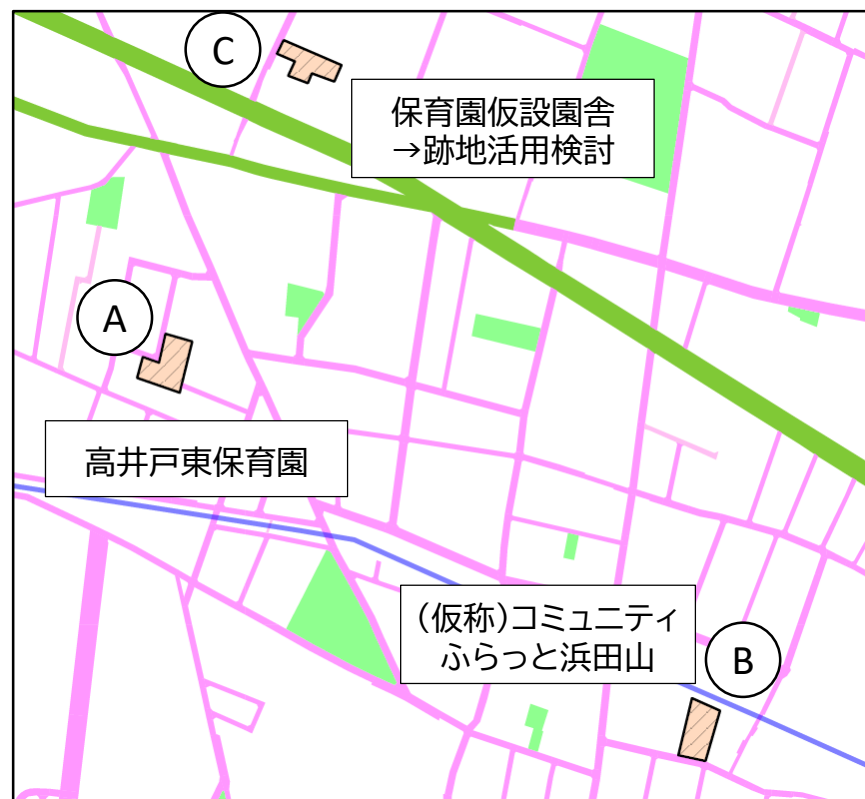 C
保育園仮設園舎
→跡地活用検討
A
高井戸東保育園
（仮称）コミュニティ
ふらっと浜田山
B